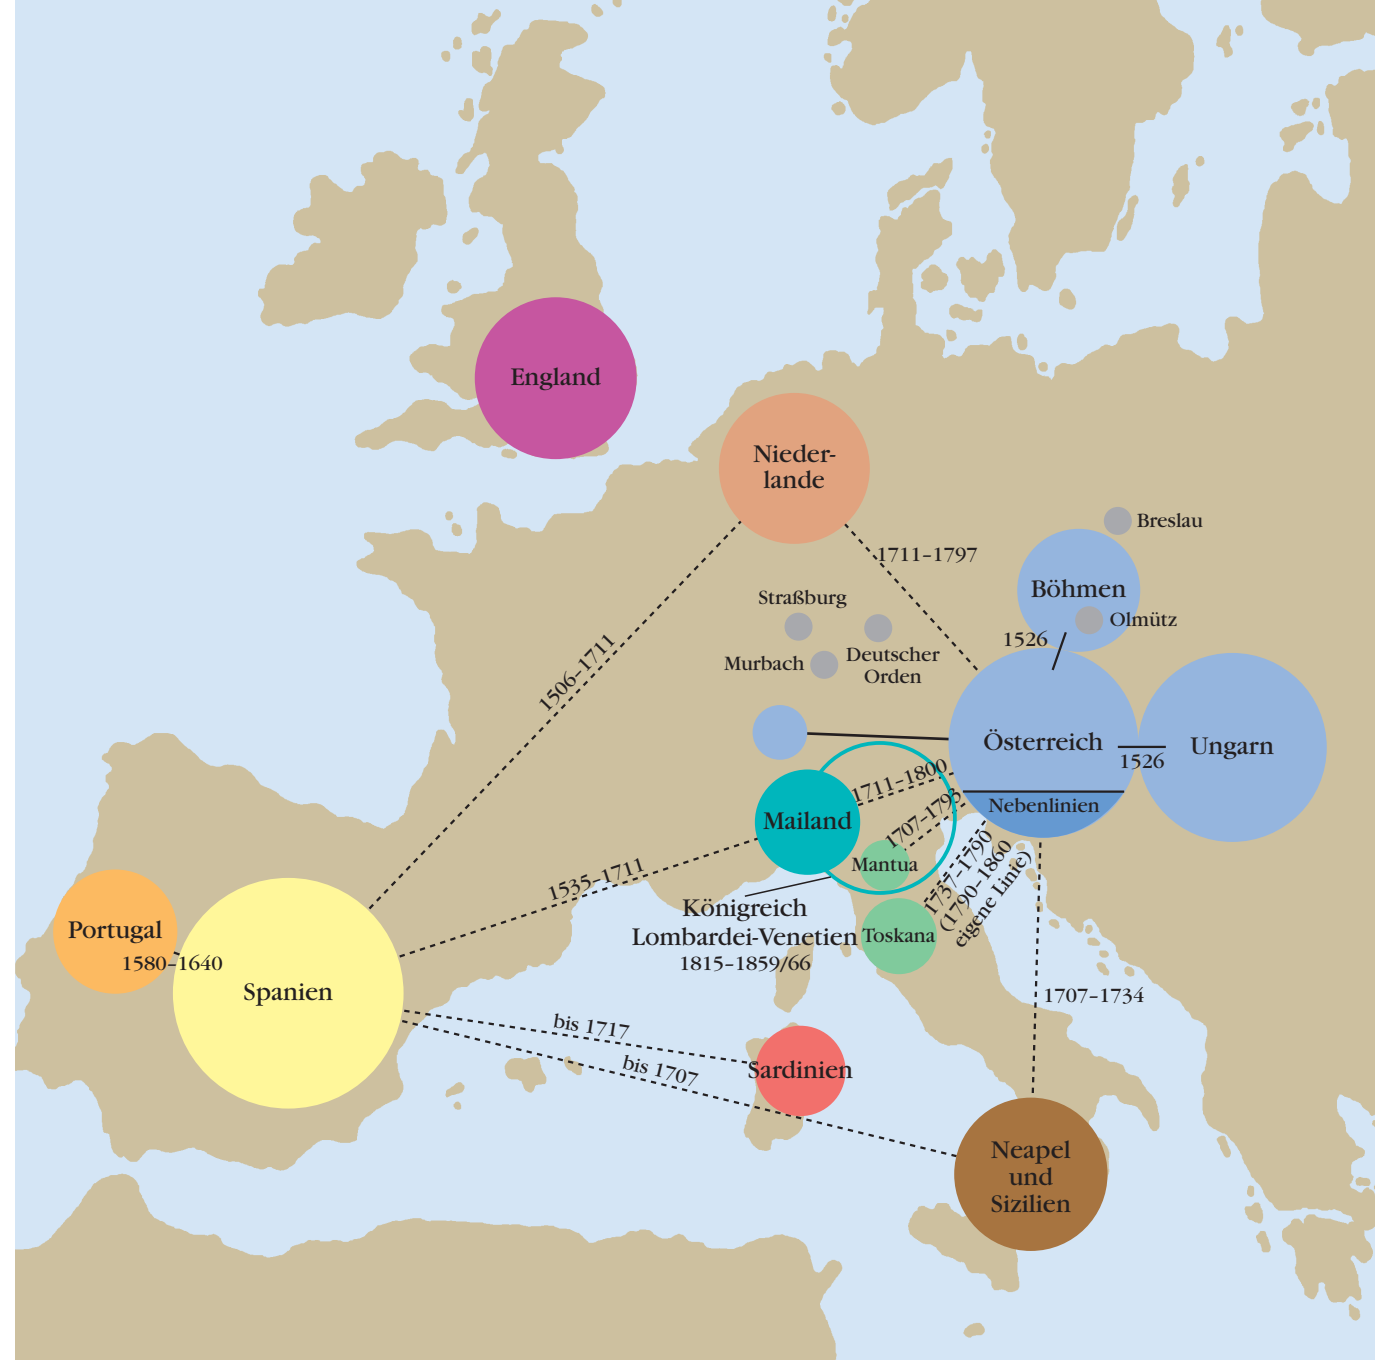 England
Nieder-
lande
Breslau
1711–1797
Böhmen
Straßburg
Olmütz
1526
Murbach
Deutscher
Orden
1506–1711
Österreich
Ungarn
1526
1711–1800
Nebenlinien
Mailand
1707–1793
Mantua
1737–1790
(1790–1860
eigene Linie)
1535–1711
Königreich
Lombardei-Venetien
1815–1859/66
Toskana
Portugal
1580–1640
Spanien
1707–1734
bis 1717
bis 1707
Sardinien
Neapel
und
Sizilien